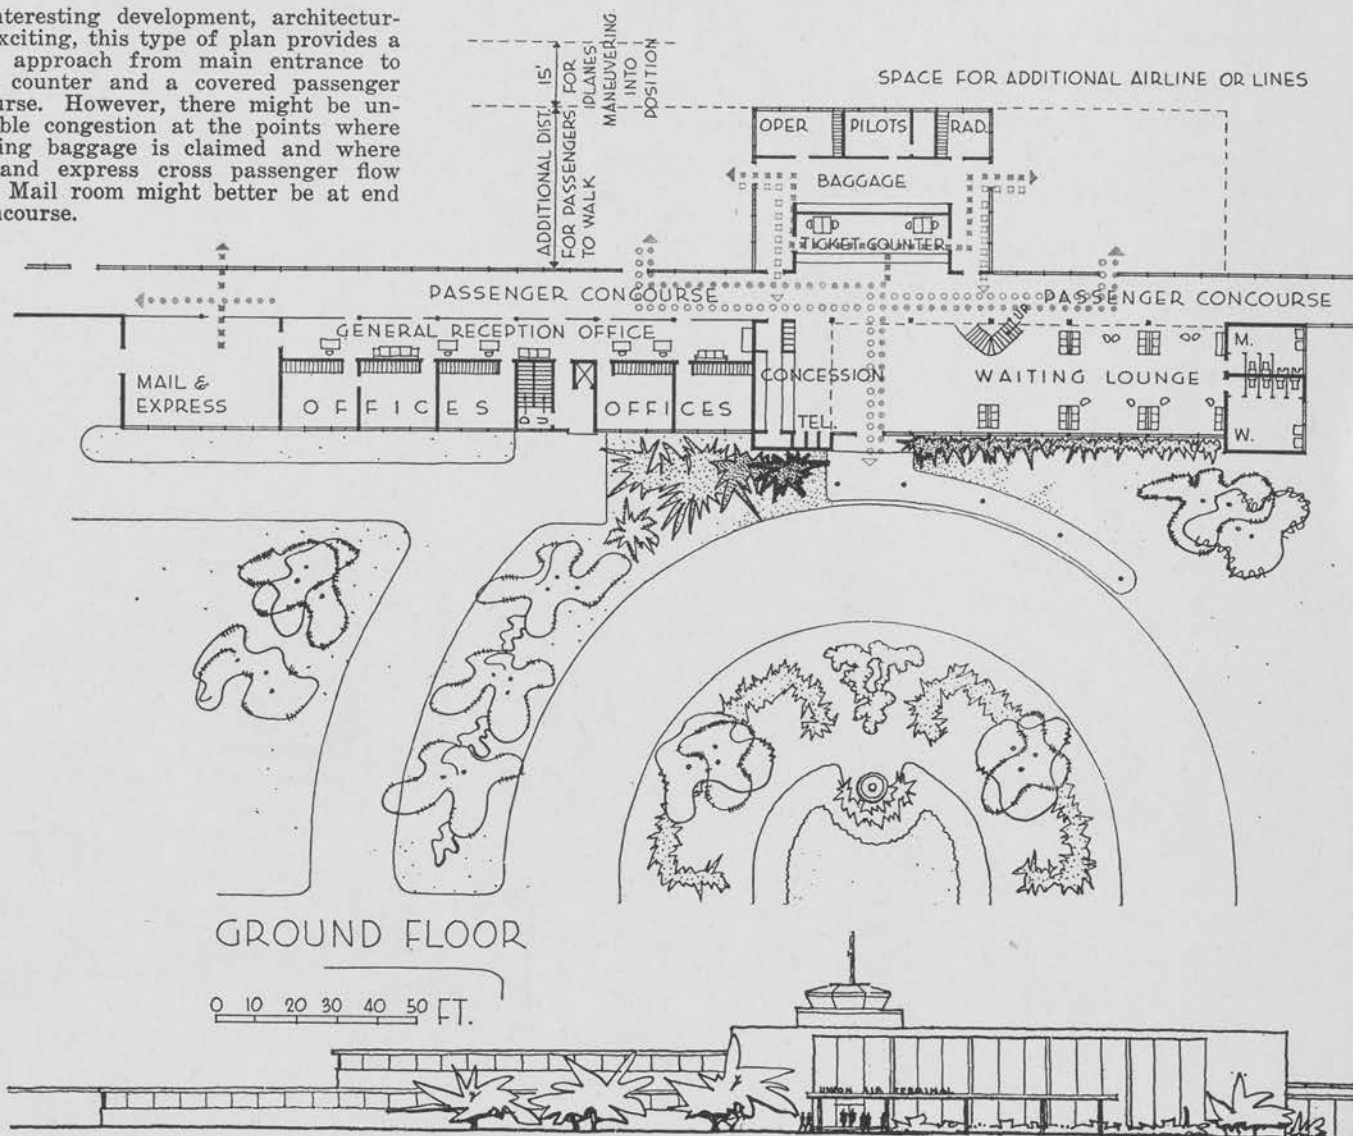 nteresting development, architectur-
xciting, this type of plan provides a
approach from main entrance to
counter and a covered passenger
urse. However, there might be un-
ble congestion at the points where
ing baggage is claimed and where
and express cross passenger flow
Mail room might better be at end
ncourse.
ADDITIONAL DIST.
FOR PASSENGERS
TO WALK
15'
FOR
PLANES
MANEUVERING
INTO
POSITION
SPACE FOR ADDITIONAL AIRLINE OR LINES
OPER
PILOTS
RAD.
BAGGAGE
TICKET COUNTER
PASSENGER CONCOURSE
PASSENGER CONCOURSE
GENERAL RECEPTION OFFICE
UP
MAIL &
EXPRESS
OFFICES
D
U
OFFICES
CONCESSION
TEL.
WAITING LOUNGE
M.
W.
GROUND FLOOR
0 10 20 30 40 50 FT.
UNION AIR TERMINAL